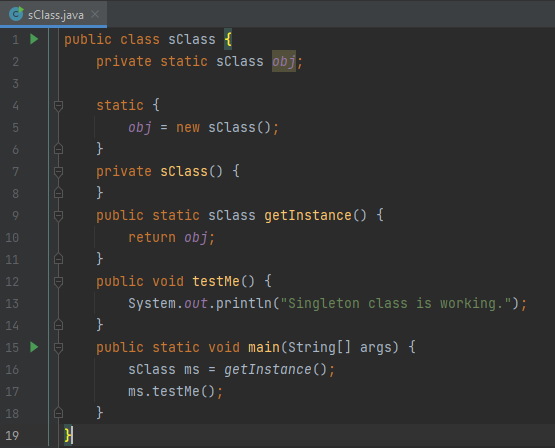 sClass.java
1 public class sClass {
2 private static sClass obj;
3
4 static {
5 obj = new sClass();
6 }
7 private sClass() {
8 }
9 public static sClass getInstance() {
10 return obj;
11 }
12 public void testMe() {
13 System.out.println("Singleton class is working.");
14 }
15 public static void main(String[] args) {
16 sClass ms = getInstance();
17 ms.testMe();
18 }
19 }